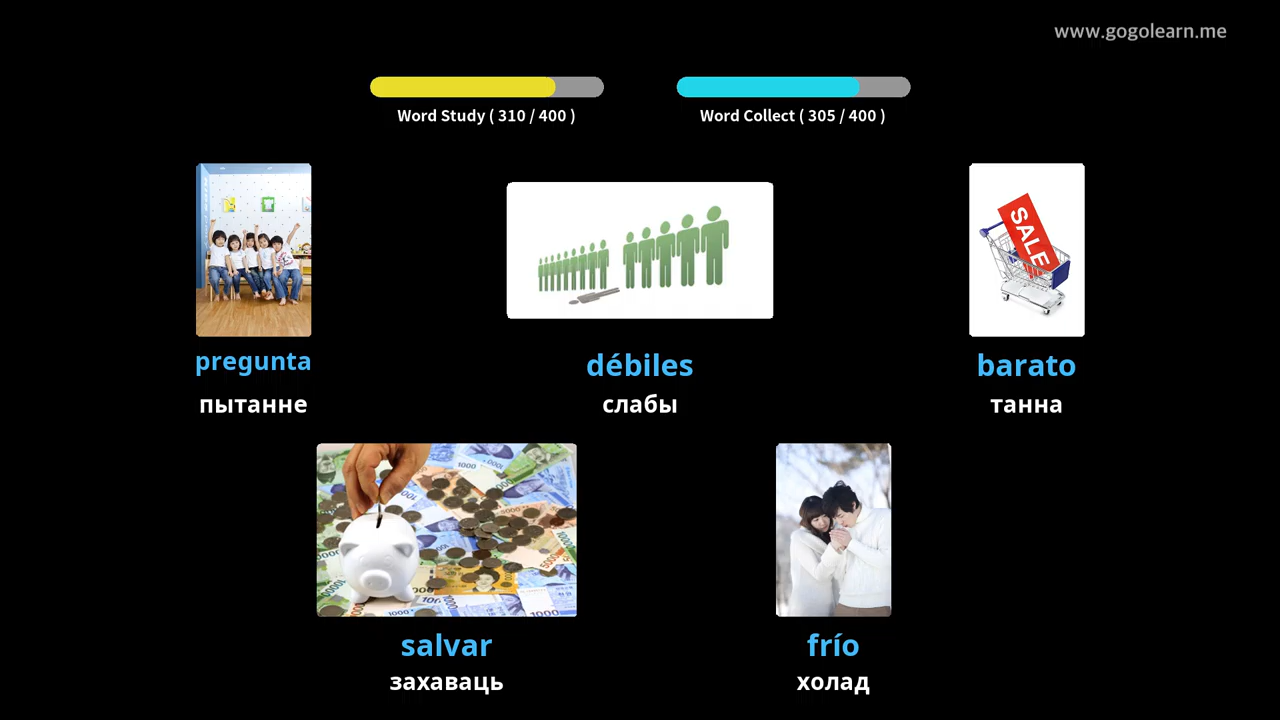 www.gogolearn.me
Word Study ( 310 / 400 )
Word Collect ( 305 / 400 )
SALE
pregunta
débiles
barato
пытанне
слабы
танна
salvar
frío
захаваць
холад